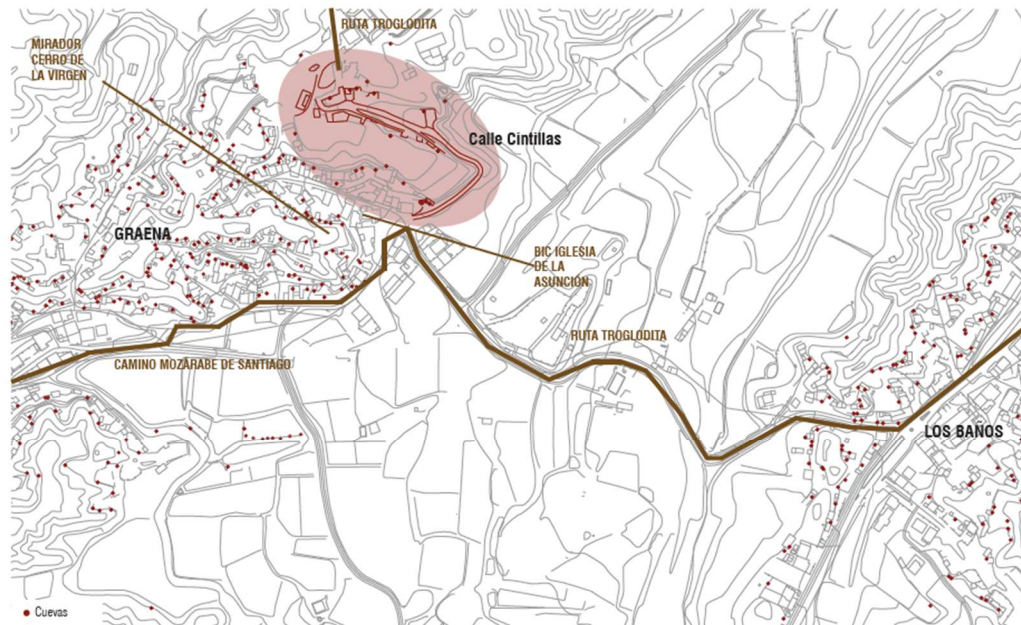 RUTA TROGLODITA
MIRADOR
CERRO DE
LA VIRGEN
Calle Cintillas
GRAENA
BIC IGLESIA
DE LA
ASUNCIÓN
RUTA TROGLODITA
CAMINO MOZÁRABE DE SANTIAGO
LOS BAÑOS
Cuevas